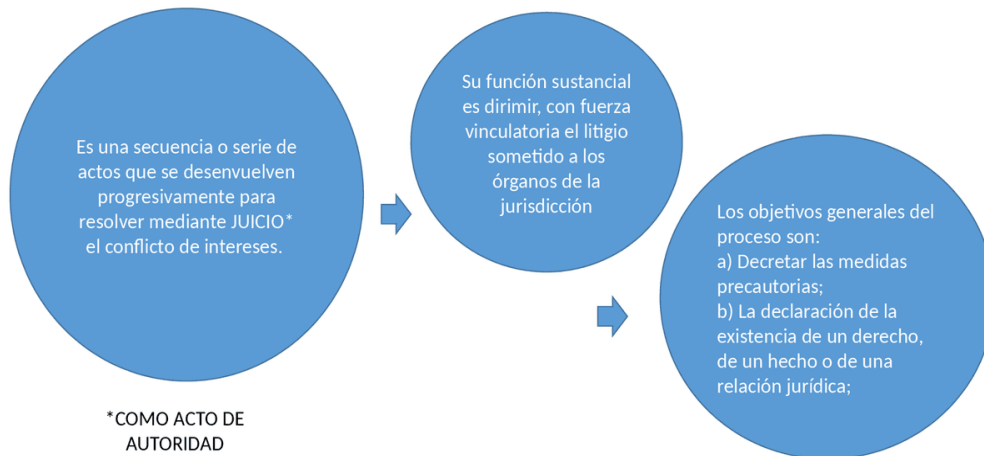 Es una secuencia o serie de
actos que se desenvuelven
progresivamente para
resolver mediante JUICIO*
el conflicto de intereses.
*COMO ACTO DE
AUTORIDAD
Su función sustancial
es dirimir, con fuerza
vinculatoria el litigio
sometido a los
órganos de la
jurisdicción
Los objetivos generales del
proceso son:
a) Decretar las medidas
precautorias;
b) La declaración de la
existencia de un derecho,
de un hecho o de una
relación jurídica;